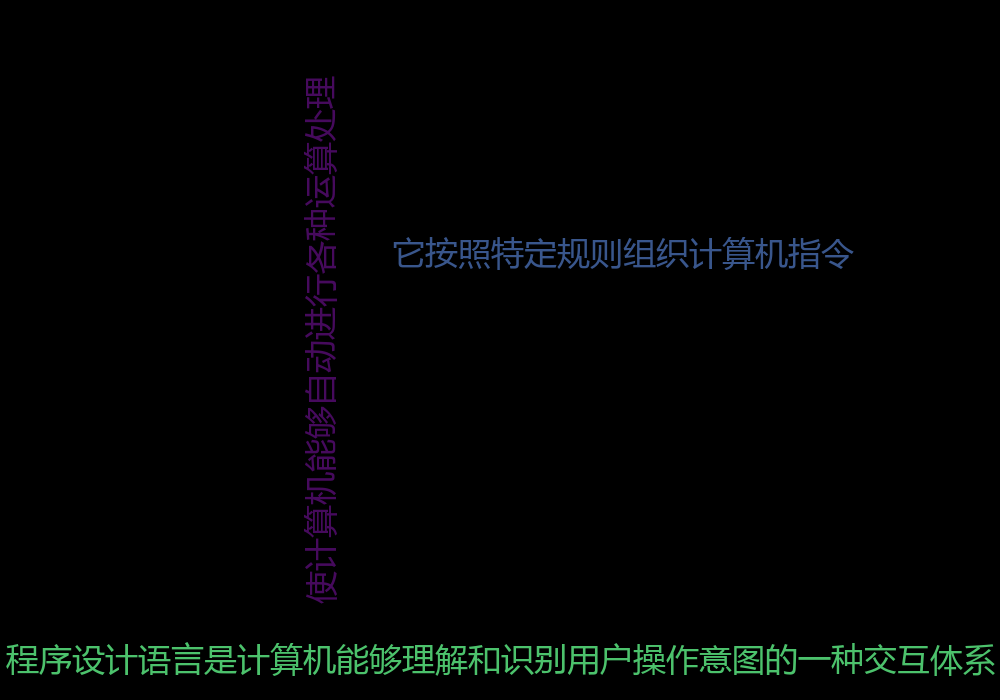 使计算机能够自动进行各种运算处理
它按照特定规则组织计算机指令
程序设计语言是计算机能够理解和识别用户操作意图的一种交互体系